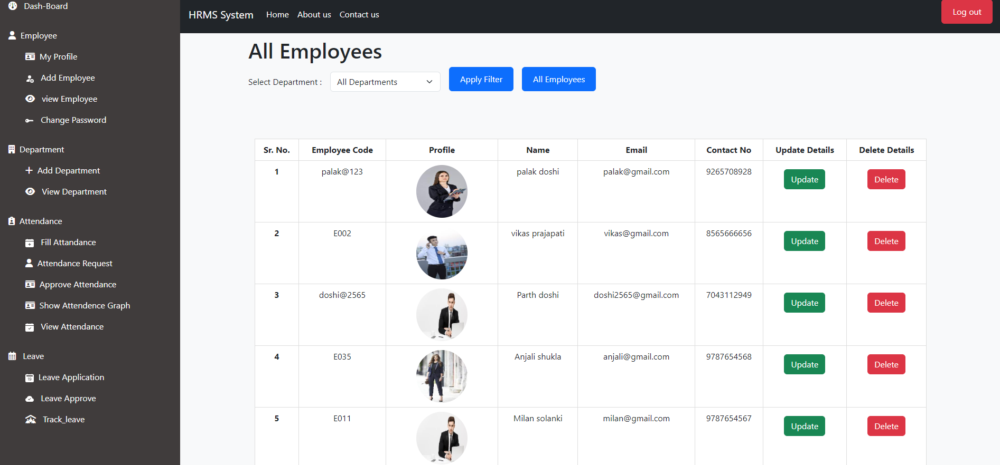 Dash-Board
Employee
My Profile
Add Employee
view Employee
Change Password
Department
Add Department
View Department
Attendance
Fill Attandance
Attendance Request
Approve Attendance
Show Attendence Graph
View Attendance
Leave
19 Leave Application
Leave Approve
Track_leave
HRMS System Home About us Contact us Log out
All Employees
Select Department : All Departments Apply Filter All Employees
Sr. No. Employee Code Profile Name Email Contact No Update Details Delete Details
1 palak@123 palak doshi palak@gmail.com 9265708928 Update Delete
2 E002 vikas prajapati vikas@gmail.com 8565666656 Update Delete
3 doshi@2565 Parth doshi doshi2565@gmail.com 7043112949 Update Delete
4 E035 Anjali shukla anjali@gmail.com 9787654568 Update Delete
5 E011 Milan solanki milan@gmail.com 9787654567 Update Delete